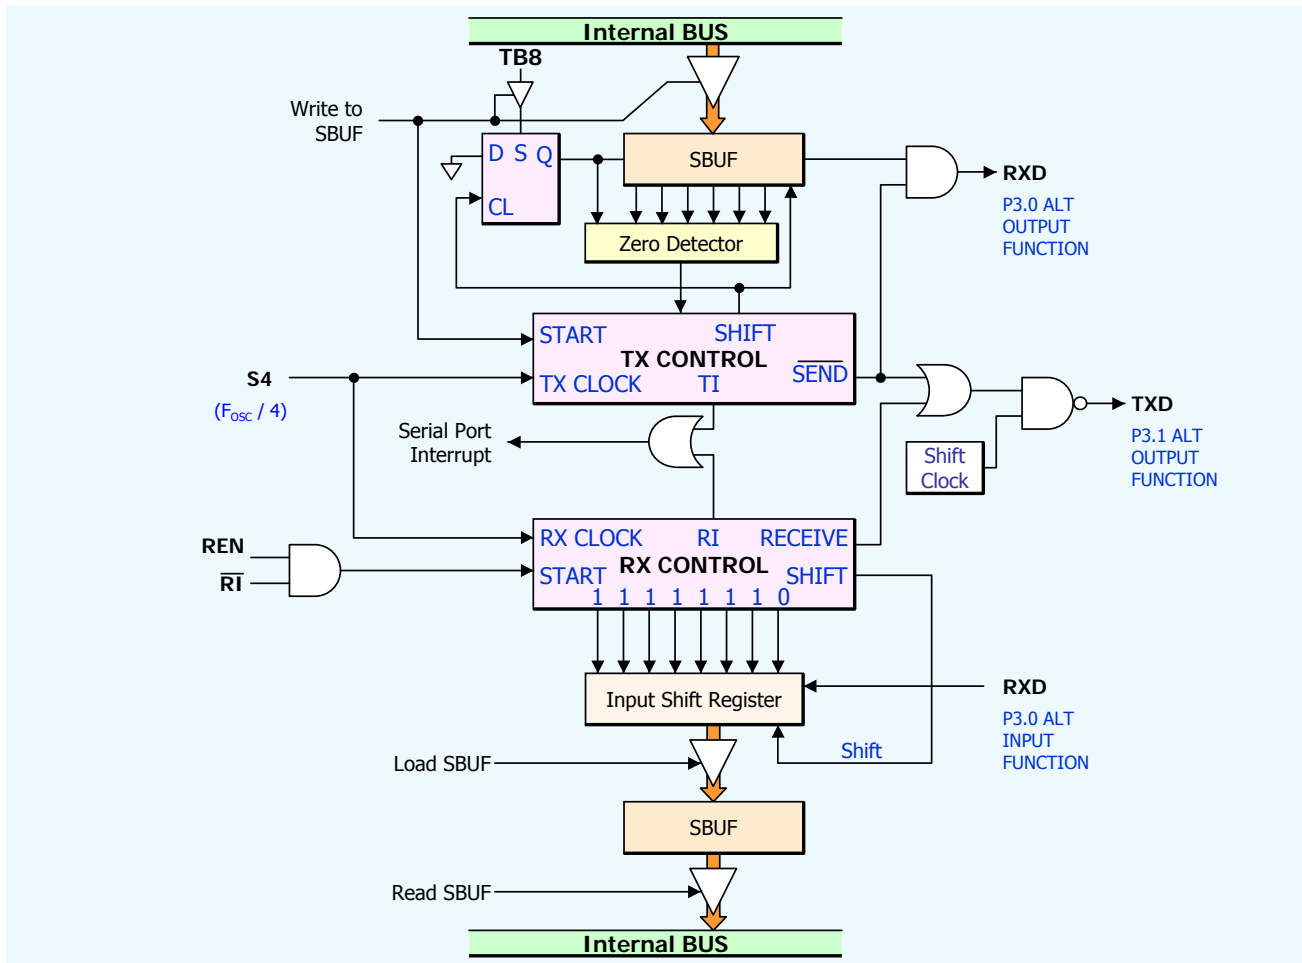 Internal BUS
TB8
Write to
SBUF
D S Q
CL
SBUF
Zero Detector
RXD
P3.0 ALT
OUTPUT
FUNCTION
START
SHIFT
TX CONTROL
TX CLOCK
TI
SEND
S4
(FOSC / 4)
Serial Port
Interrupt
Shift
Clock
TXD
P3.1 ALT
OUTPUT
FUNCTION
REN
RI
RX CLOCK
RI
RECEIVE
RX CONTROL
START
SHIFT
1 1 1 1 1 1 1 0
Input Shift Register
RXD
P3.0 ALT
INPUT
FUNCTION
Shift
Load SBUF
SBUF
Read SBUF
Internal BUS